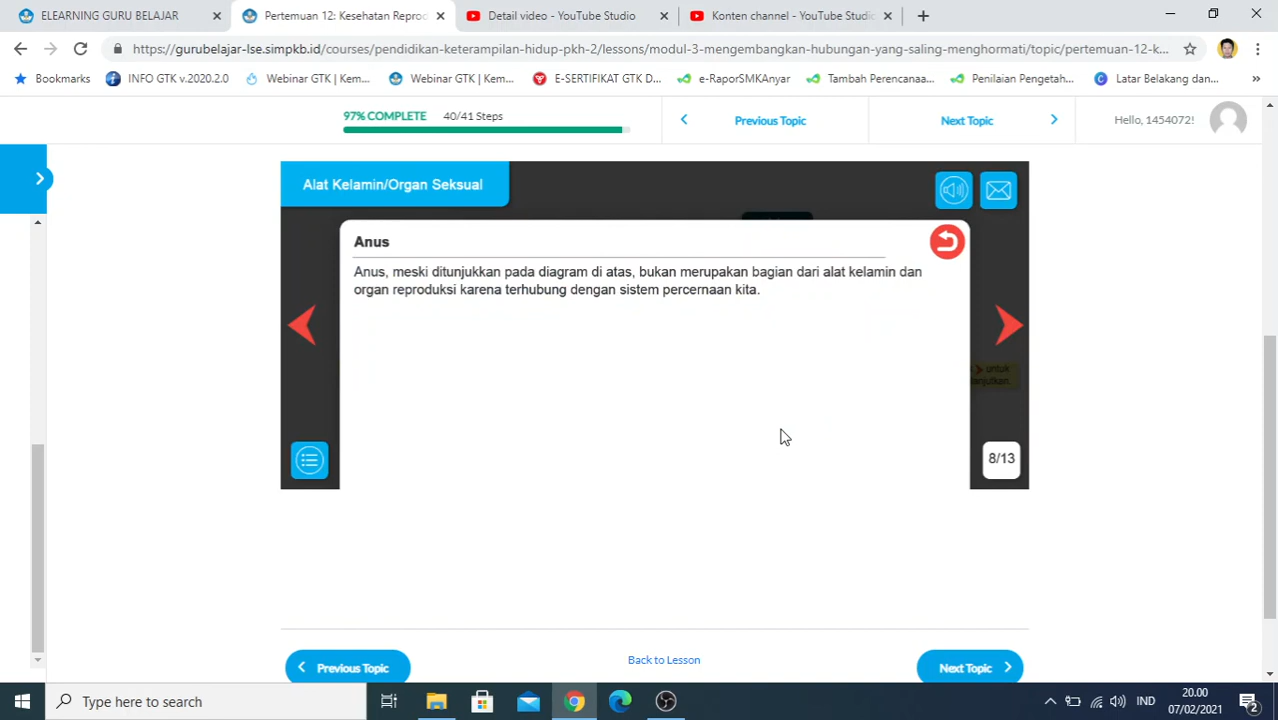 ELEARNING GURU BELAJAR
Pertemuan 12: Kesehatan Reproc
Detail video - YouTube Studio
Konten channel - YouTube Studio
https://gurubelajar-lse.simpkb.id/courses/pendidikan-keterampilan-hidup-pkh-2/lessons/modul-3-mengembangkan-hubungan-yang-saling-menghormati/topic/pertemuan-12-k...
Bookmarks
INFO GTK v.2020.2.0
Webinar GTK | Kem...
Webinar GTK | Kem...
E-SERTIFIKAT GTK D...
e-RaporSMKAnyar
Tambah Perencanaa...
Penilaian Pengetah...
Latar Belakang dan...
97% COMPLETE 40/41 Steps
Previous Topic
Next Topic
Hello, 1454072!
Alat Kelamin/Organ Seksual
Anus
Anus, meski ditunjukkan pada diagram di atas, bukan merupakan bagian dari alat kelamin dan
organ reproduksi karena terhubung dengan sistem percernaan kita.
untuk
8/13
Previous Topic
Back to Lesson
Next Topic
Type here to search
IND
20.00
07/02/2021
2